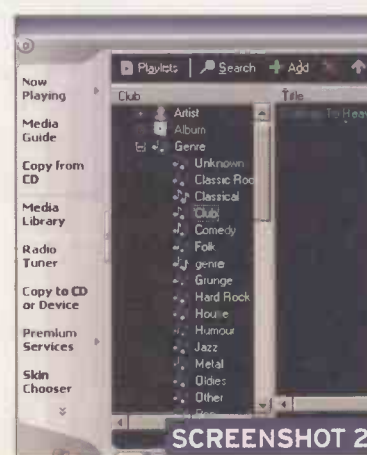 Now
Playing
Media
Guide
Copy from
CD
Media
Library
Radio
Tuner
Copy to CD
or Device
Premium
Services
Skin
Chooser
Playlists Search Add
Club Title
Artist
Album
Genre
Unknown
Classic Roc
Classical
Club
Comedy
Folk
genre
Grunge
Hard Rock
House
Humour
Jazz
Metal
Oldies
Other
To Heav
SCREENSHOT 2